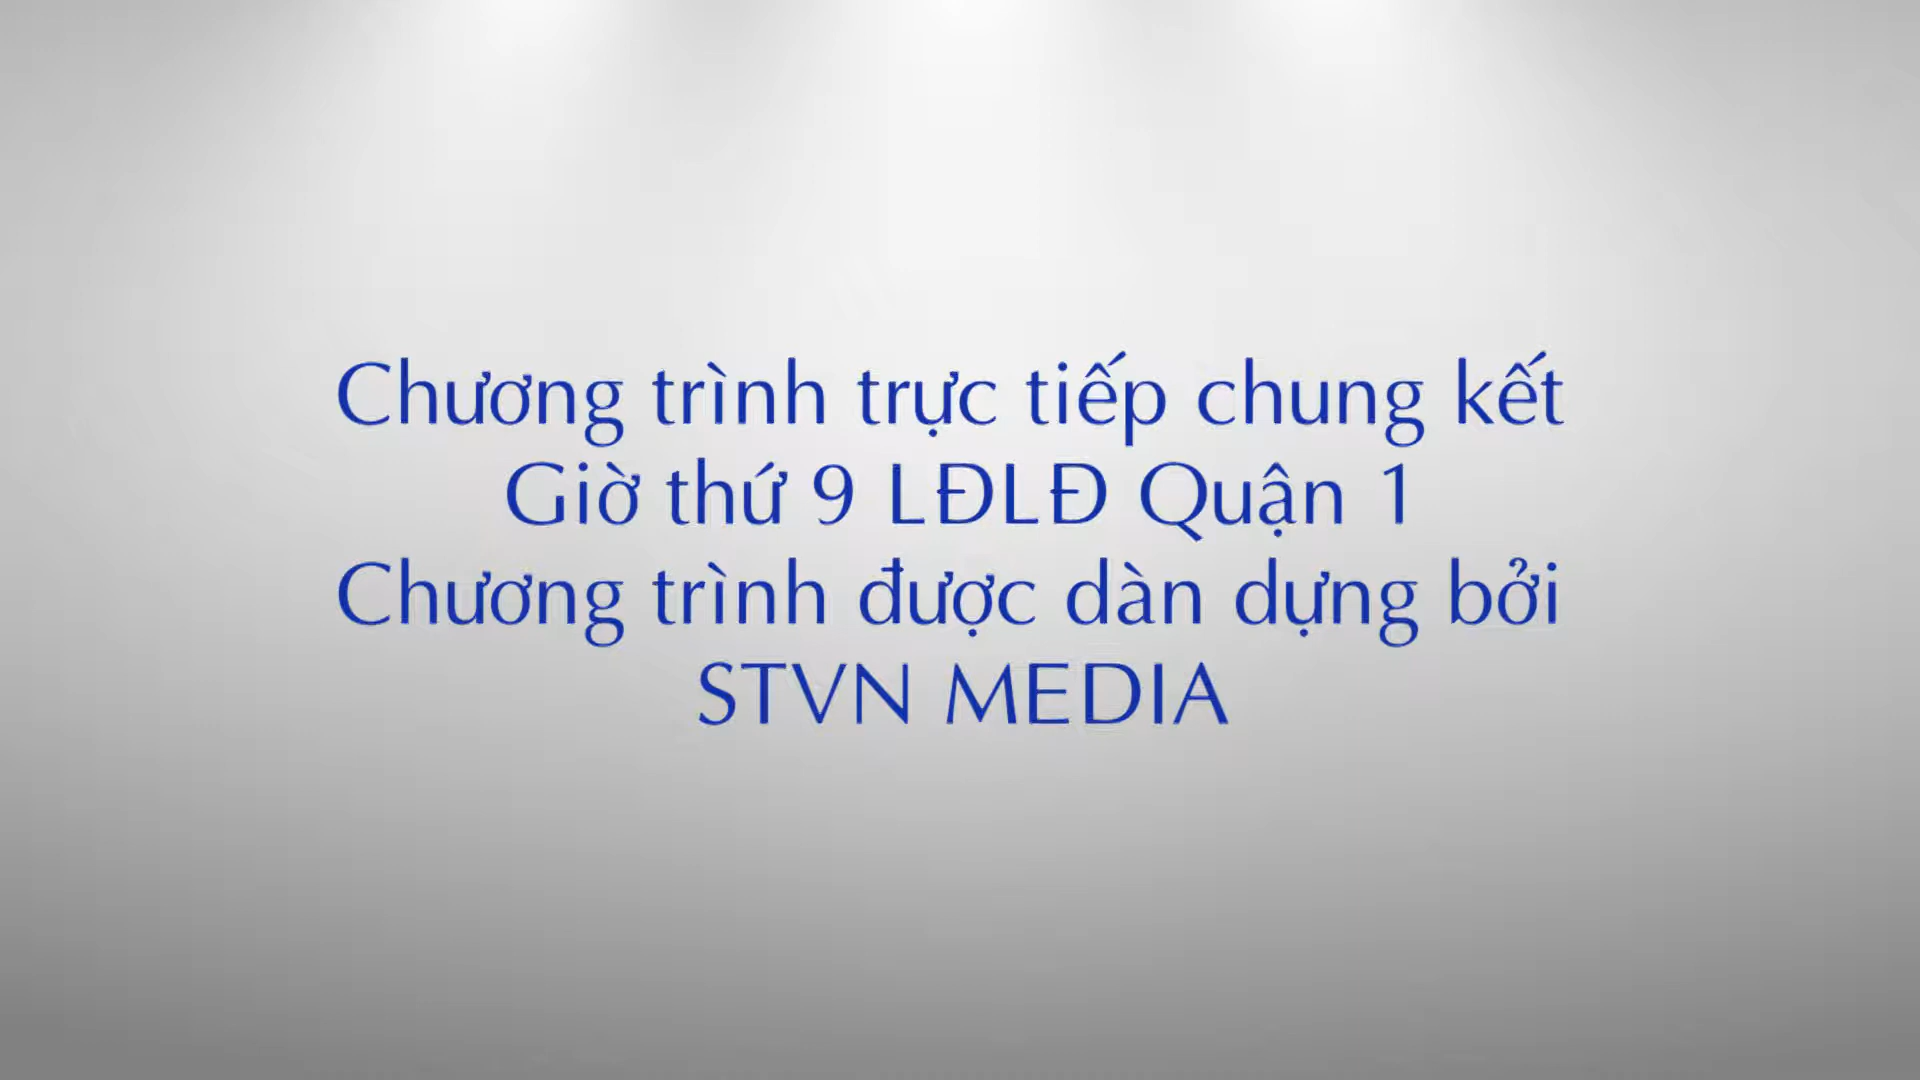 Chương trình trực tiếp chung kết
Giờ thứ 9 LĐLĐ Quận 1
Chương trình được dàn dựng bởi
STVN MEDIA